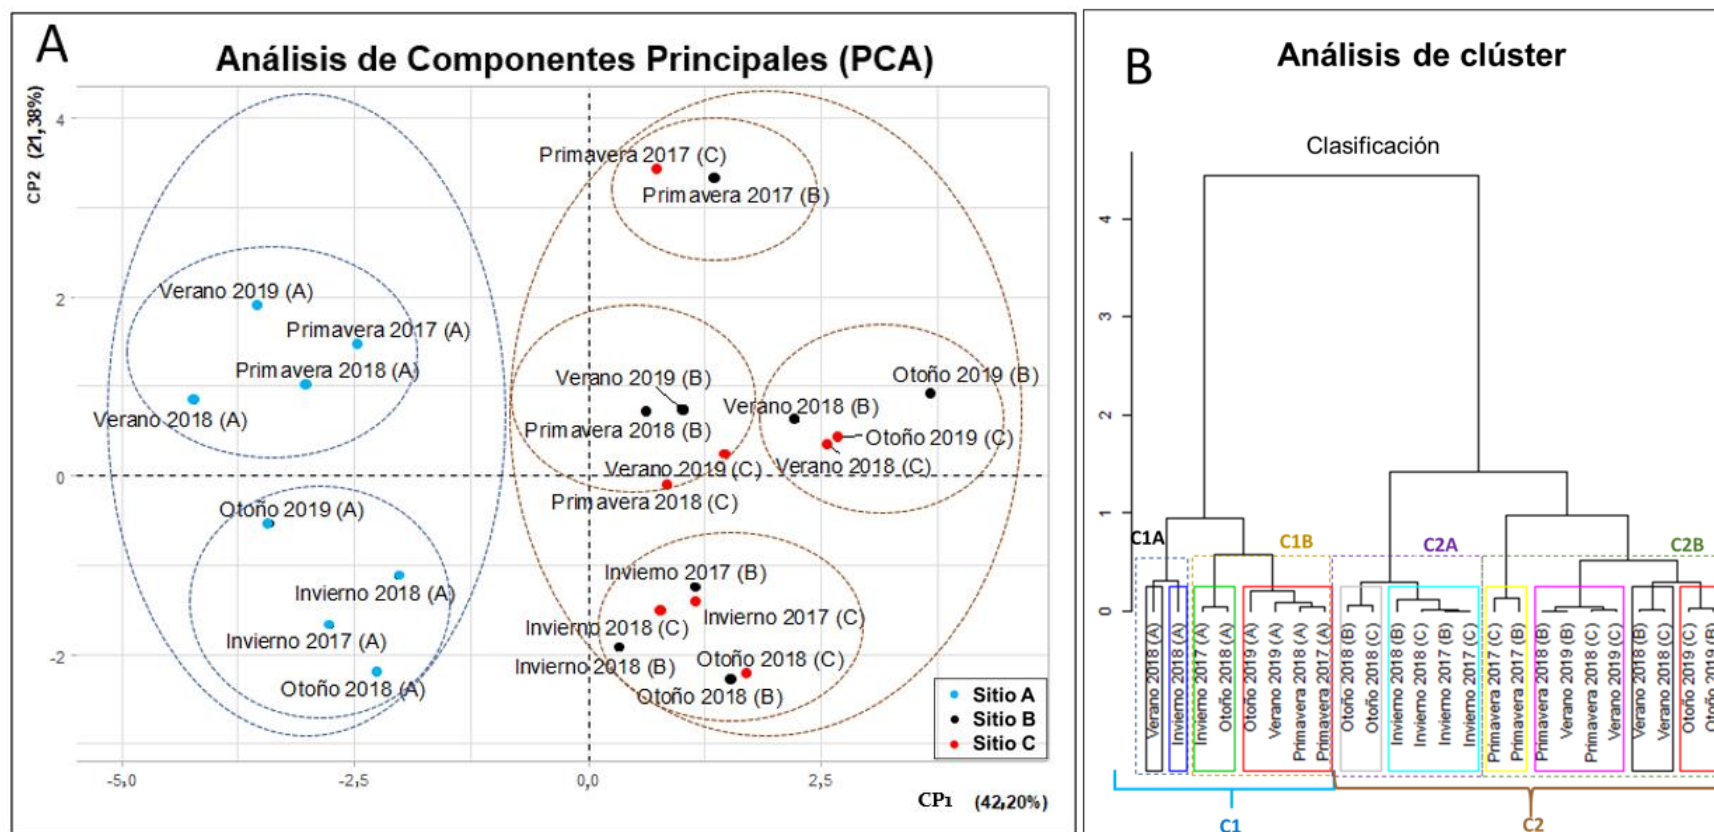 A
Análisis de Componentes Principales (PCA)
CP2 (21,38%)
4
2
0
-2
Primavera 2017 (C)
Primavera 2017 (B)
Verano 2019 (A)
Primavera 2017 (A)
Primavera 2018 (A)
Verano 2018 (A)
Verano 2019 (B)
Otoño 2019 (B)
Verano 2018 (B)
Primavera 2018 (B)
Otoño 2019 (C)
Verano 2019 (C)
Verano 2018 (C)
Primavera 2018 (C)
Otoño 2019 (A)
Invierno 2018 (A)
Invierno 2017 (A)
Otoño 2018 (A)
Invierno 2017 (B)
Invierno 2017 (C)
Invierno 2018 (C)
Invierno 2018 (B)
Otoño 2018 (C)
Otoño 2018 (B)
Sitio A
Sitio B
Sitio C
-5,0
-2,5
0,0
2,5
CP1 (42,20%)
B
Análisis de clúster
Clasificación
4
3
2
1
0
C1A
C1B
C2A
C2B
Verano 2018 (A)
Invierno 2018 (A)
Invierno 2017 (A)
Otoño 2018 (A)
Otoño 2019 (A)
Verano 2019 (A)
Primavera 2018 (A)
Primavera 2017 (A)
Otoño 2018 (B)
Otoño 2018 (C)
Invierno 2018 (B)
Invierno 2018 (C)
Invierno 2017 (B)
Invierno 2017 (C)
Primavera 2017 (C)
Primavera 2017 (B)
Primavera 2018 (B)
Verano 2019 (B)
Primavera 2018 (C)
Verano 2019 (C)
Verano 2018 (B)
Verano 2018 (C)
Otoño 2019 (C)
Otoño 2019 (B)
C1
C2